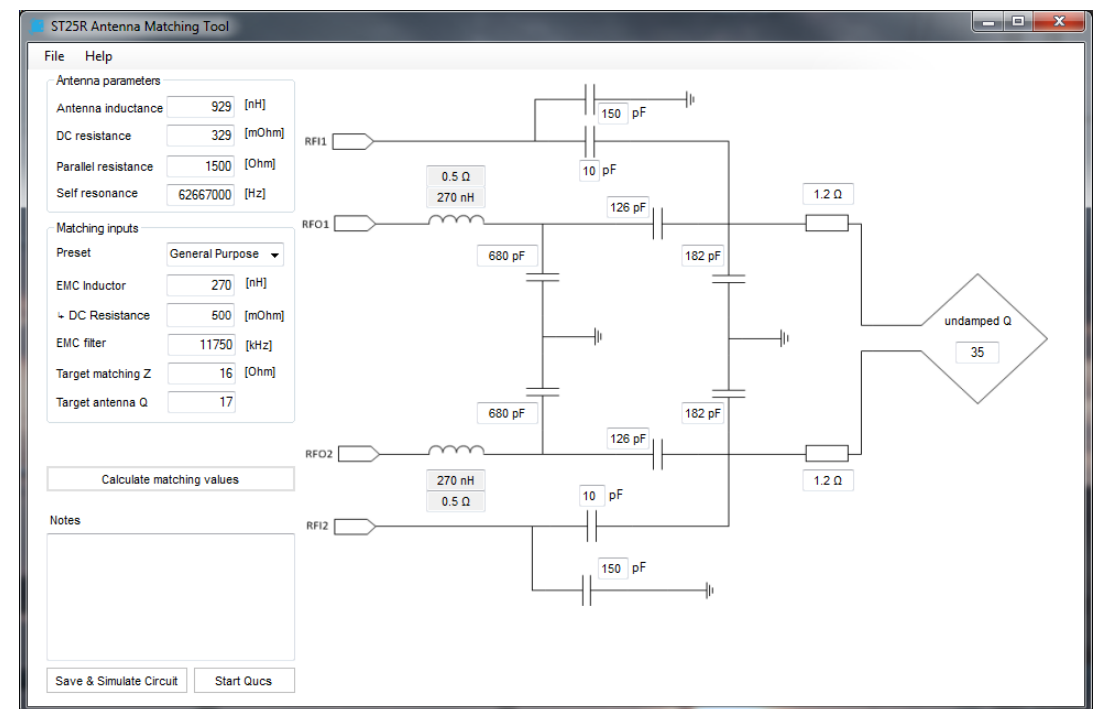 ST25R Antenna Matching Tool
File Help
Antenna parameters
Antenna inductance 929 [nH]
DC resistance 329 [mOhm]
Parallel resistance 1500 [Ohm]
Self resonance 62667000 [Hz]
Matching inputs
Preset General Purpose
EMC Inductor 270 [nH]
↳ DC Resistance 500 [mOhm]
EMC filter 11750 [kHz]
Target matching Z 16 [Ohm]
Target antenna Q 17
Calculate matching values
Notes
Save & Simulate Circuit Start Qucs
150 pF
RFI1
10 pF
0.5 Ω
270 nH
126 pF
1.2 Ω
RFO1
680 pF
182 pF
undamped Q
35
680 pF
182 pF
126 pF
RFO2
270 nH
0.5 Ω
1.2 Ω
10 pF
RFI2
150 pF